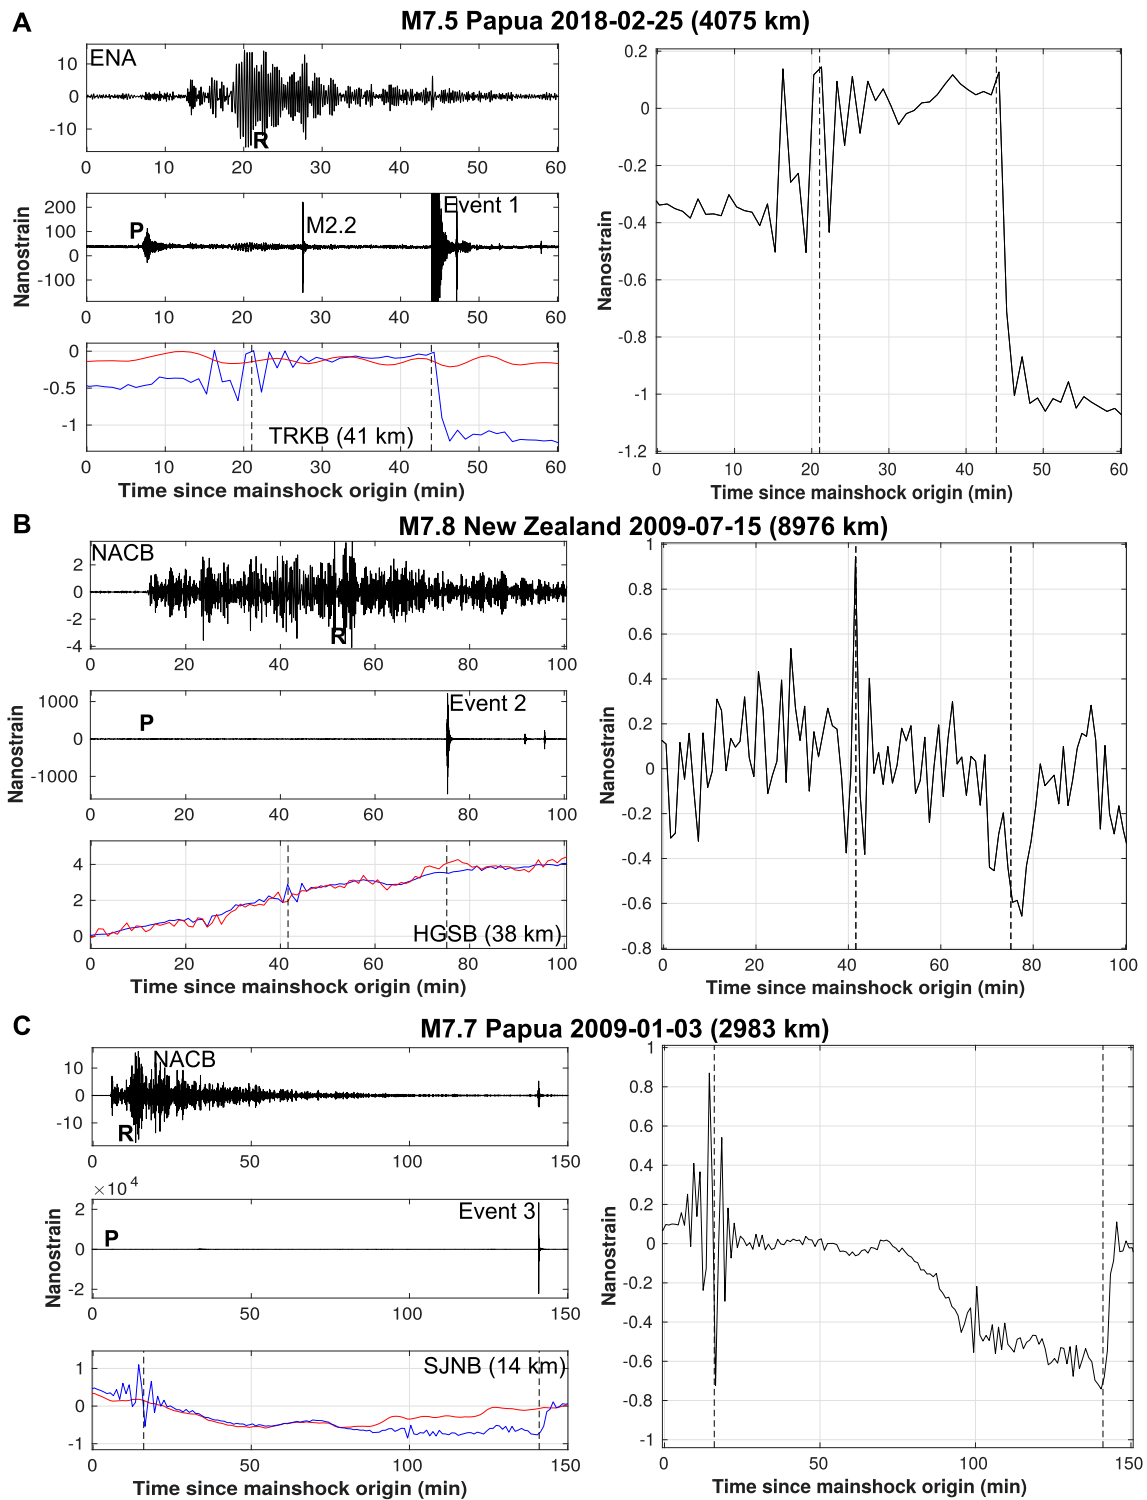 A
M7.5 Papua 2018-02-25 (4075 km)
ENA
10
0
-10
R
0 10 20 30 40 50 60
200
100
0
-100
Nanostrain
P
M2.2
Event 1
0 10 20 30 40 50 60
0
-0.5
-1
TRKB (41 km)
0 10 20 30 40 50 60
Time since mainshock origin (min)
0.2
0
-0.2
-0.4
-0.6
-0.8
-1
-1.2
Nanostrain
0 10 20 30 40 50 60
Time since mainshock origin (min)
B
M7.8 New Zealand 2009-07-15 (8976 km)
NACB
2
0
-2
-4
R
0 20 40 60 80 100
1000
0
-1000
Nanostrain
P
Event 2
0 20 40 60 80 100
4
2
0
HGSB (38 km)
0 20 40 60 80 100
Time since mainshock origin (min)
1
0.8
0.6
0.4
0.2
0
-0.2
-0.4
-0.6
-0.8
Nanostrain
0 20 40 60 80 100
Time since mainshock origin (min)
C
M7.7 Papua 2009-01-03 (2983 km)
NACB
10
0
-10
R
0 50 100 150
×10^4
2
0
-2
Nanostrain
P
Event 3
0 50 100 150
1
0
-1
SJNB (14 km)
0 50 100 150
Time since mainshock origin (min)
1
0.8
0.6
0.4
0.2
0
-0.2
-0.4
-0.6
-0.8
-1
Nanostrain
0 50 100 150
Time since mainshock origin (min)